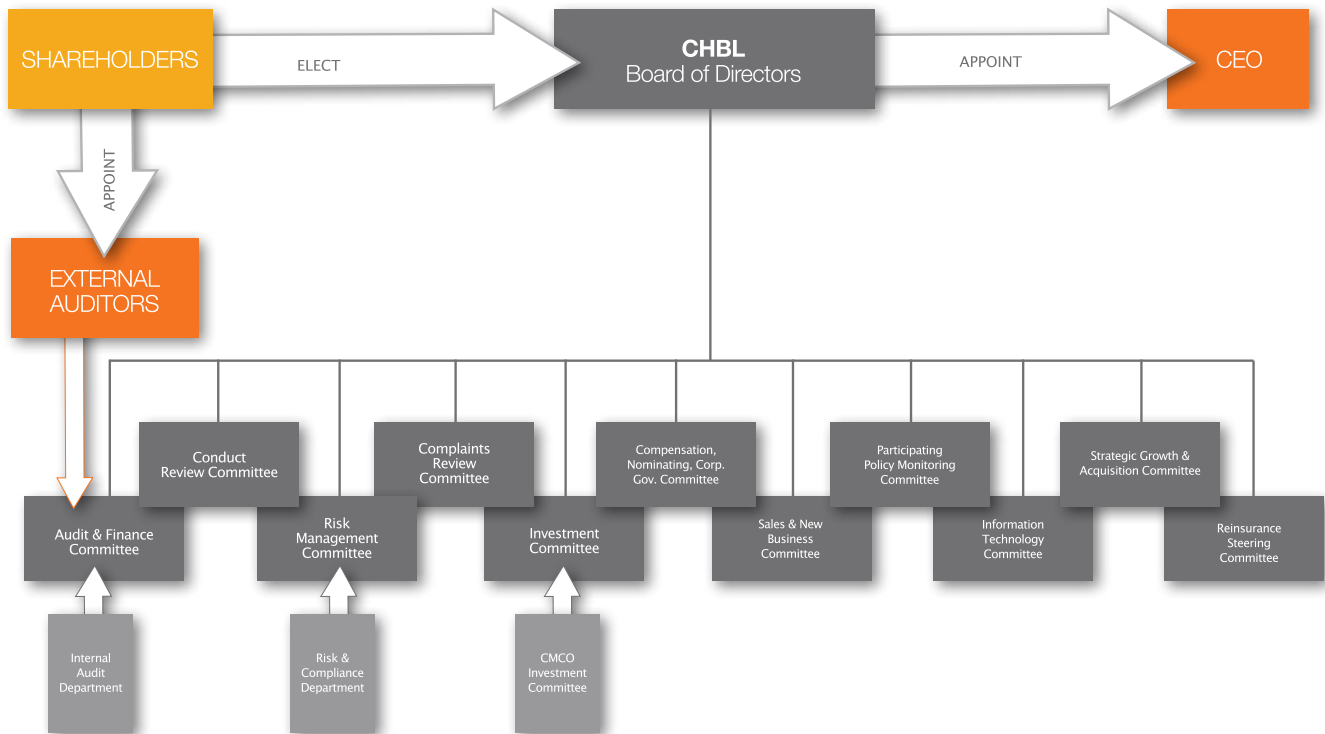 SHAREHOLDERS
ELECT
CHBL
Board of Directors
APPOINT
CEO
APPOINT
EXTERNAL
AUDITORS
Conduct
Review Committee
Complaints
Review
Committee
Compensation,
Nominating, Corp.
Gov. Committee
Participating
Policy Monitoring
Committee
Strategic Growth &
Acquisition Committee
Audit & Finance
Committee
Risk
Management
Committee
Investment
Committee
Sales & New
Business
Committee
Information
Technology
Committee
Reinsurance
Steering
Committee
Internal
Audit
Department
Risk &
Compliance
Department
CMCO
Investment
Committee